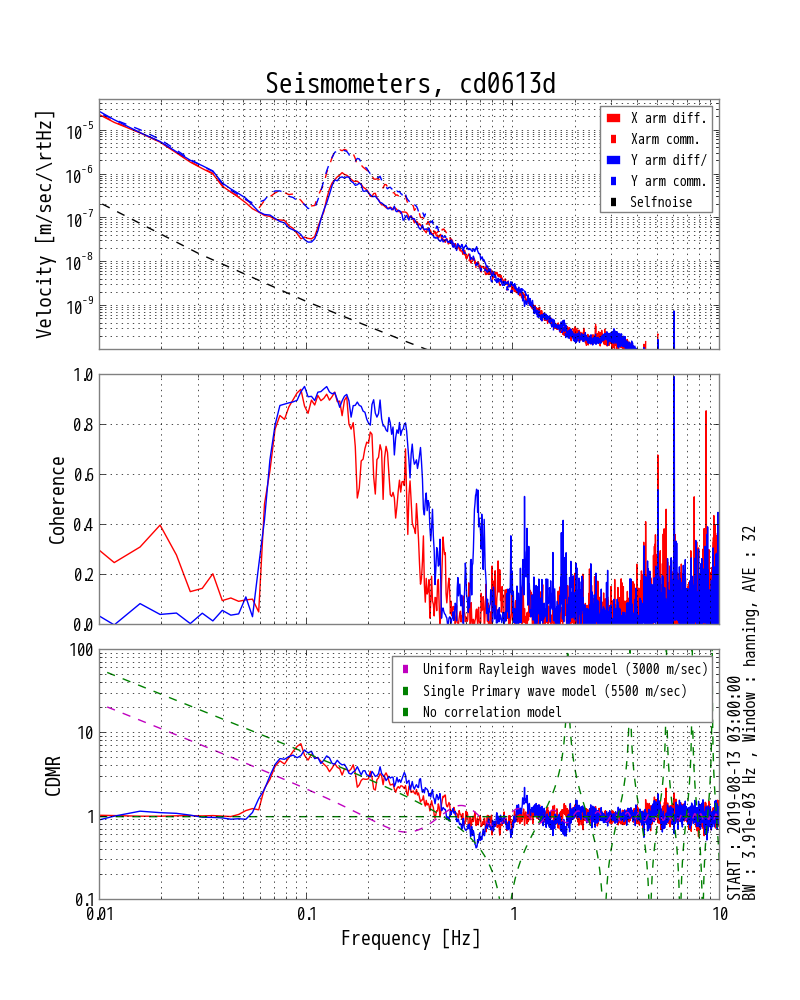 Seismometers, cd0613d
Velocity [m/sec/\rtHz]
10-5
10-6
10-7
10-8
10-9
X arm diff.
Xarm comm.
Y arm diff/
Y arm comm.
Selfnoise
Coherence
1.0
0.8
0.6
0.4
0.2
0.0
CDMR
100
10
1
0.1
Uniform Rayleigh waves model (3000 m/sec)
Single Primary wave model (5500 m/sec)
No correlation model
0.01
0.1
1
10
Frequency [Hz]
START : 2019-08-13 03:00:00
BW : 3.91e-03 Hz , Window : hanning, AVE : 32